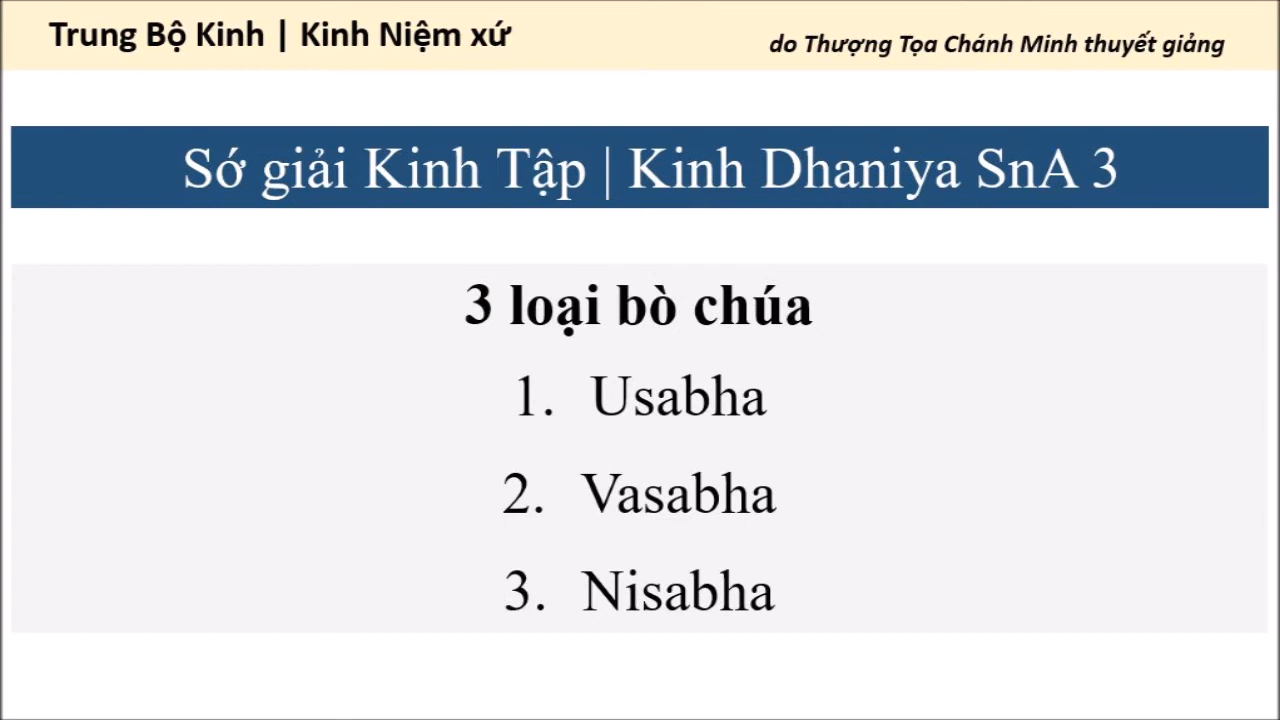 Trung Bộ Kinh | Kinh Niệm xứ
do Thượng Tọa Chánh Minh thuyết giảng
Sớ giải Kinh Tập | Kinh Dhaniya SnA 3
3 loại bò chúa
1. Usabha
2. Vasabha
3. Nisabha